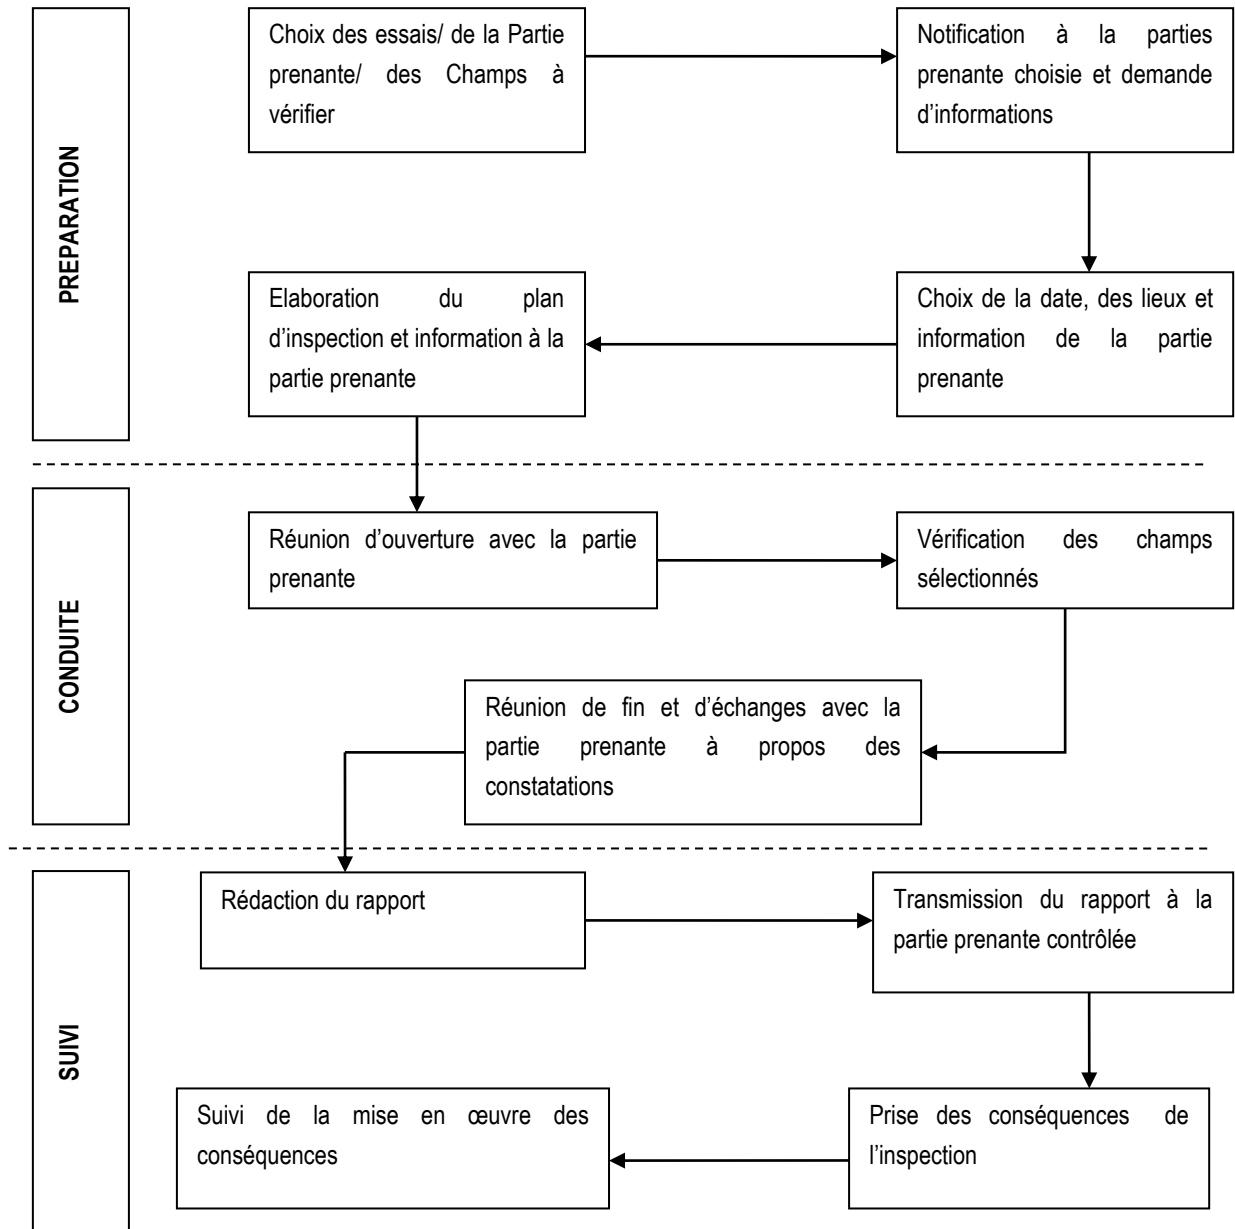 PREPARATION
Choix des essais/ de la Partie
prenante/ des Champs à
vérifier
Notification à la parties
prenante choisie et demande
d'informations
Choix de la date, des lieux et
information de la partie
prenante
Elaboration du plan
d'inspection et information à la
partie prenante
CONDUITE
Réunion d'ouverture avec la partie
prenante
Vérification des champs
sélectionnés
Réunion de fin et d'échanges avec la
partie prenante à propos des
constatations
SUIVI
Rédaction du rapport
Transmission du rapport à la
partie prenante contrôlée
Prise des conséquences de
l'inspection
Suivi de la mise en œuvre des
conséquences